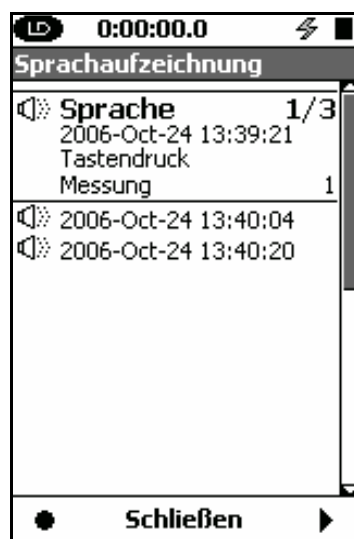 LD 0:00:00.0
Sprachaufzeichnung
Sprache 1/3
2006-Oct-24 13:39:21
Tastendruck
Messung 1
2006-Oct-24 13:40:04
2006-Oct-24 13:40:20
Schließen